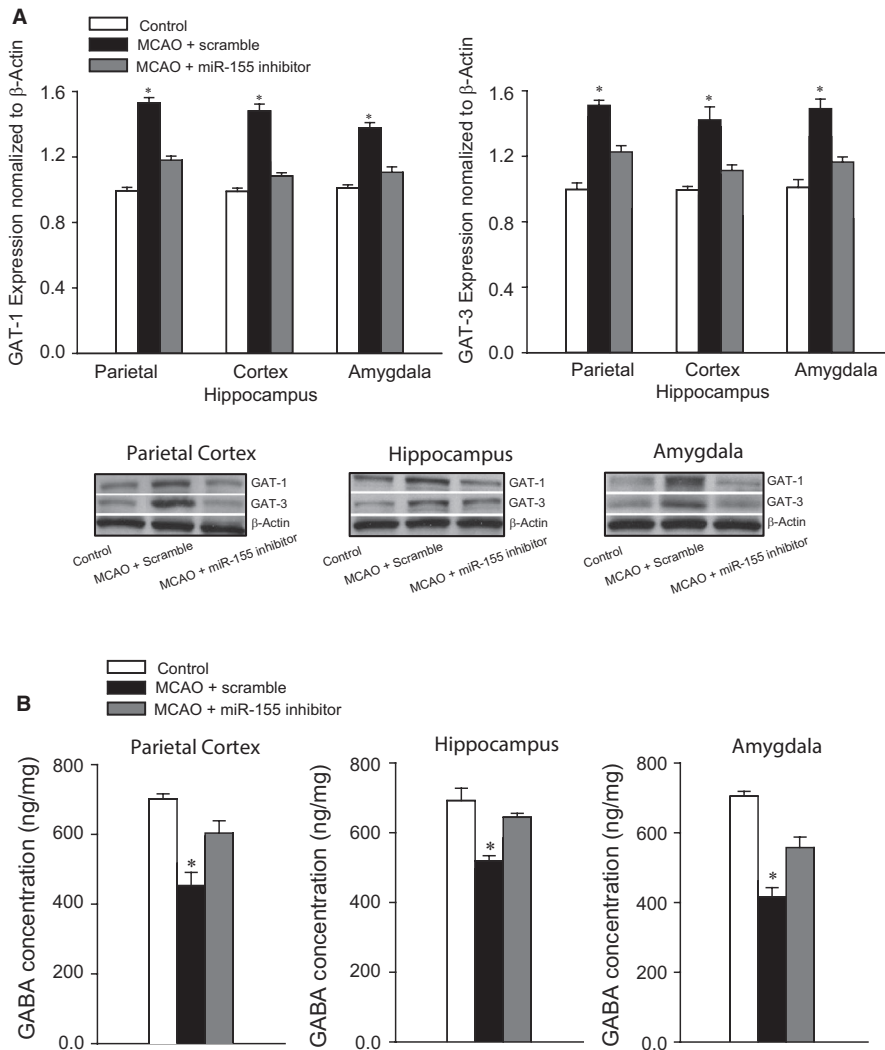 A
Control
MCAO + scramble
MCAO + miR-155 inhibitor
GAT-1 Expression nomalized to β-Actin
1.6
1.2
0.8
0.4
0.0
*
*
*
Parietal Cortex Amygdala
Hippocampus
GAT-3 Expression normalized to β-Actin
1.6
1.2
0.8
0.4
0.0
*
*
*
Parietal Cortex Amygdala
Hippocampus
Parietal Cortex
GAT-1
GAT-3
β-Actin
Control
MCAO + Scramble
MCAO + miR-155 inhibitor
Hippocampus
GAT-1
GAT-3
β-Actin
Control
MCAO + Scramble
MCAO + miR-155 inhibitor
Amygdala
GAT-1
GAT-3
β-Actin
Control
MCAO + Scramble
MCAO + miR-155 inhibitor
B
Control
MCAO + scramble
MCAO + miR-155 inhibitor
Parietal Cortex
GABA concentration (ng/mg)
800
600
400
200
0.0
*
Hippocampus
GABA concentration (ng/mg)
800
600
400
200
0.0
*
Amygdala
GABA concentration (ng/mg)
800
600
400
200
0.0
*